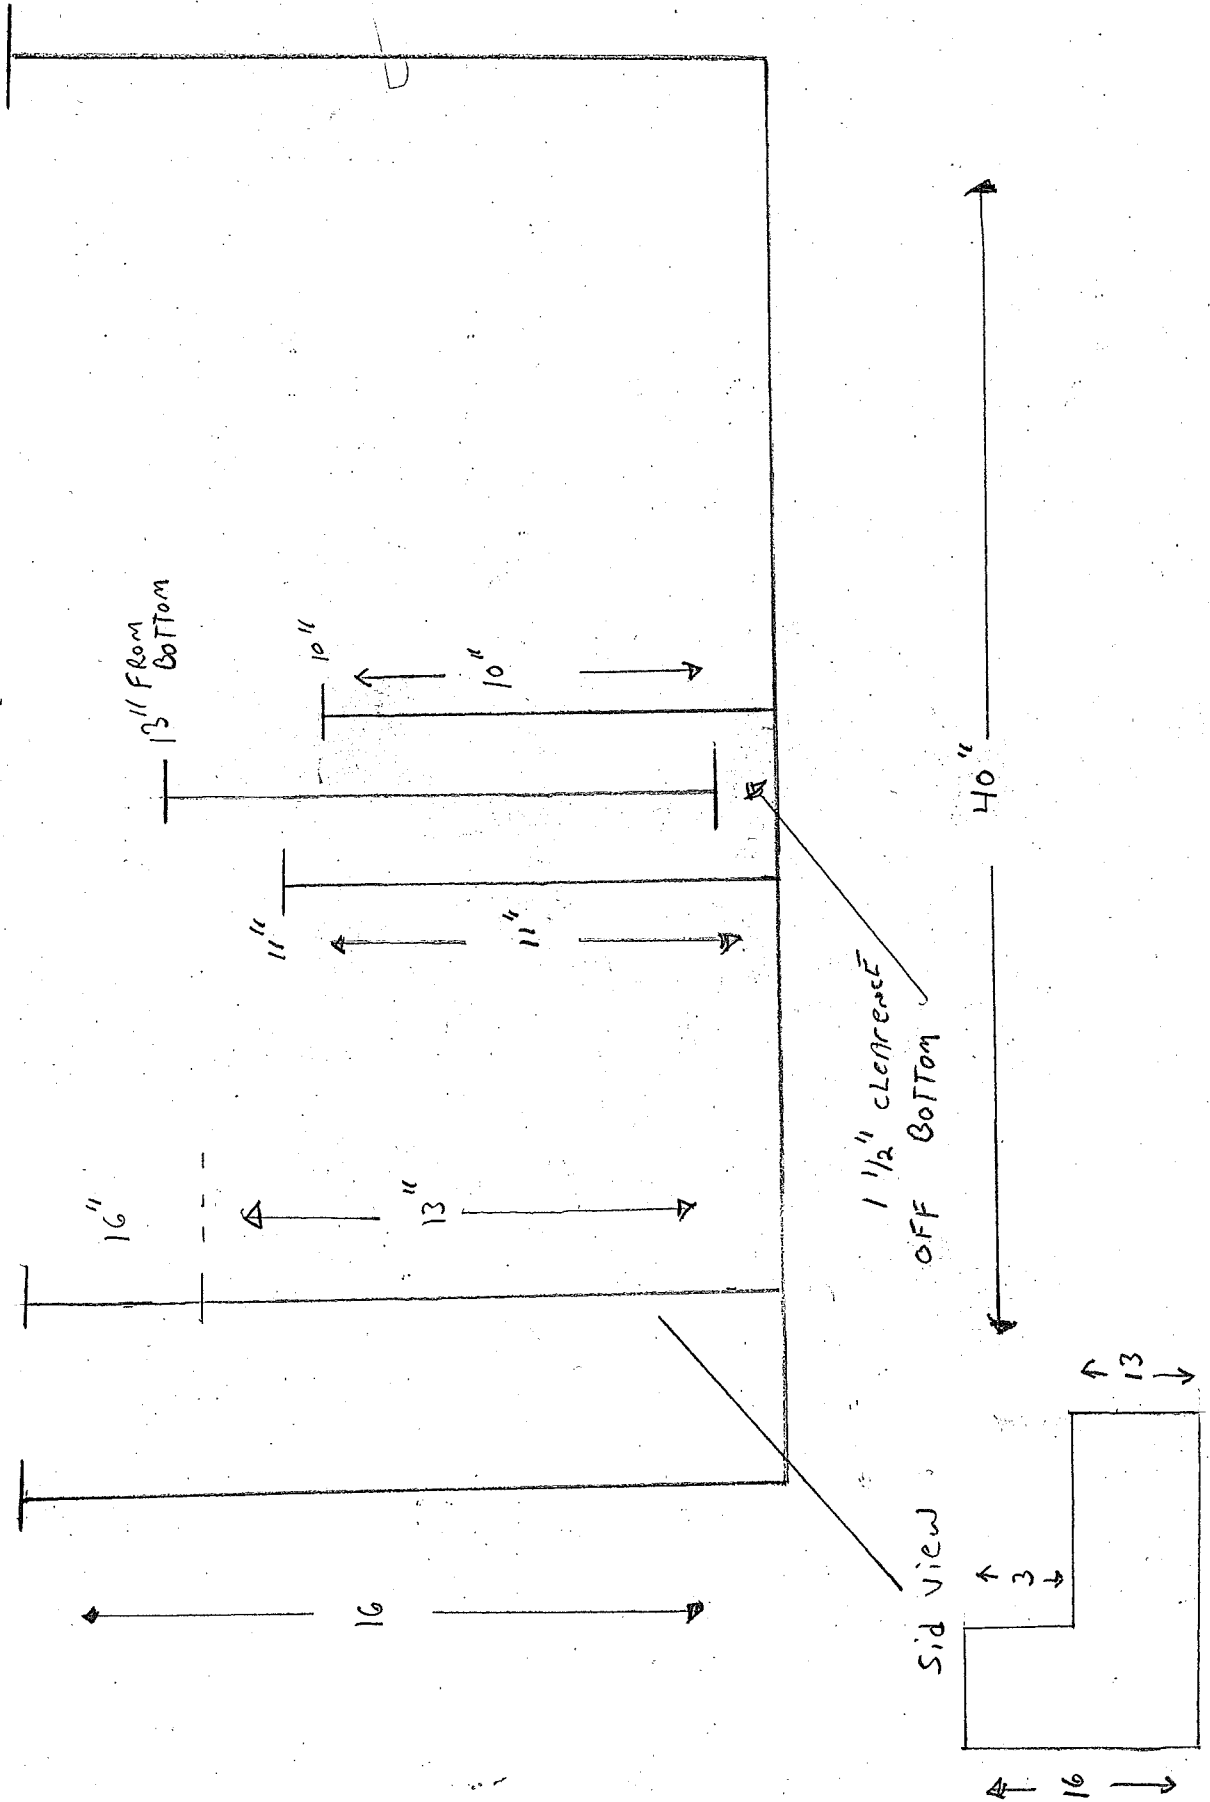 16"
13" FROM
BOTTOM
11"
10"
16
13"
11"
10"
1 1/2" CLEArencE
OFF BOTTOM
40"
Sid view
3
16
13